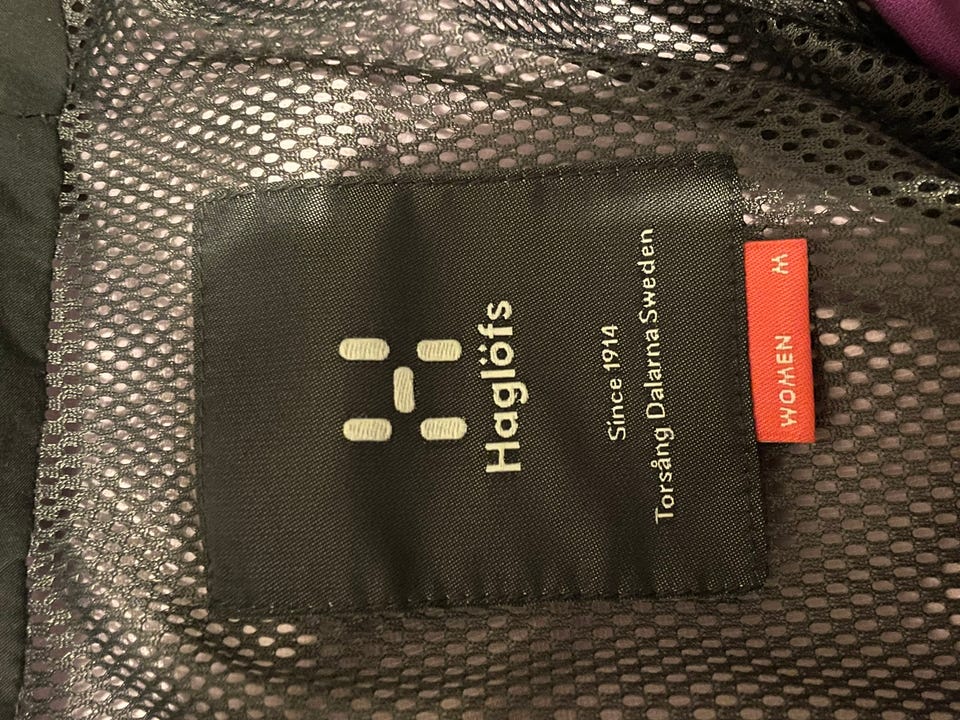 Haglöfs
Since 1914
Torsång Dalarna Sweden
WOMEN M